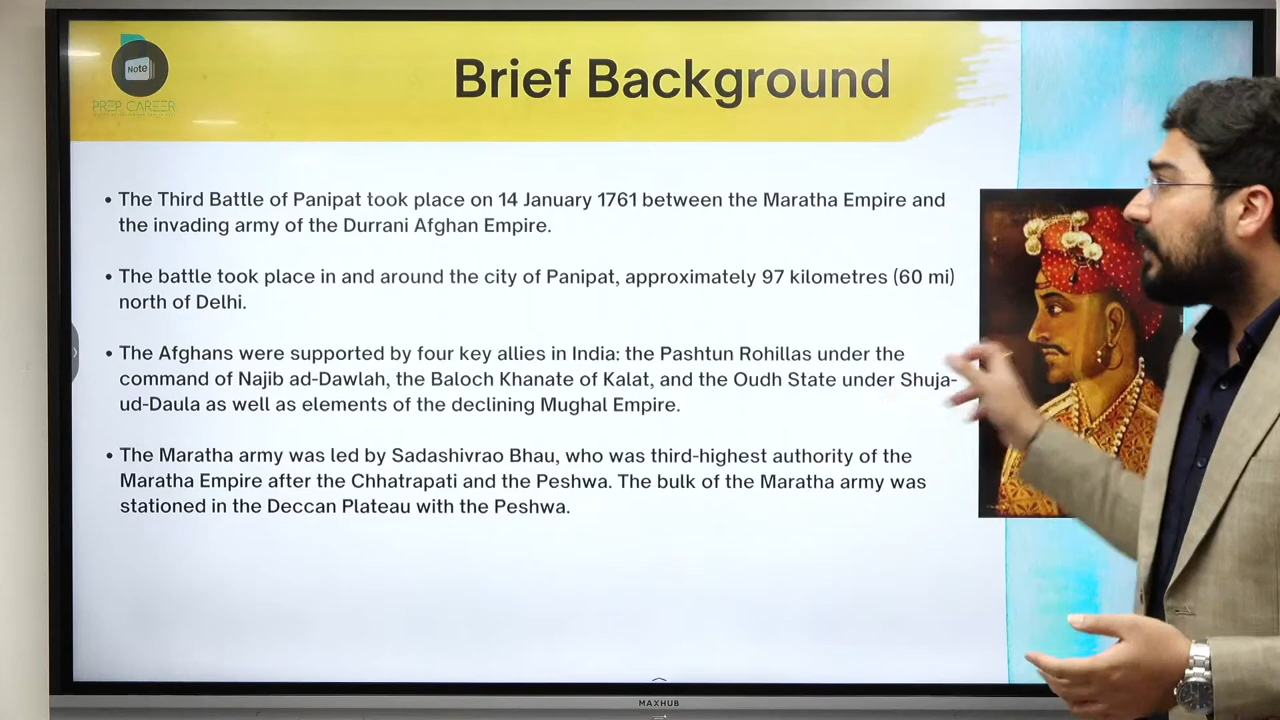 Note
PREP CAREER
Brief Background
• The Third Battle of Panipat took place on 14 January 1761 between the Maratha Empire and
the invading army of the Durrani Afghan Empire.
• The battle took place in and around the city of Panipat, approximately 97 kilometres (60 mi)
north of Delhi.
• The Afghans were supported by four key allies in India: the Pashtun Rohillas under the
command of Najib ad-Dawlah, the Baloch Khanate of Kalat, and the Oudh State under Shuja-
ud-Daula as well as elements of the declining Mughal Empire.
• The Maratha army was led by Sadashivrao Bhau, who was third-highest authority of the
Maratha Empire after the Chhatrapati and the Peshwa. The bulk of the Maratha army was
stationed in the Deccan Plateau with the Peshwa.
MAXHUB